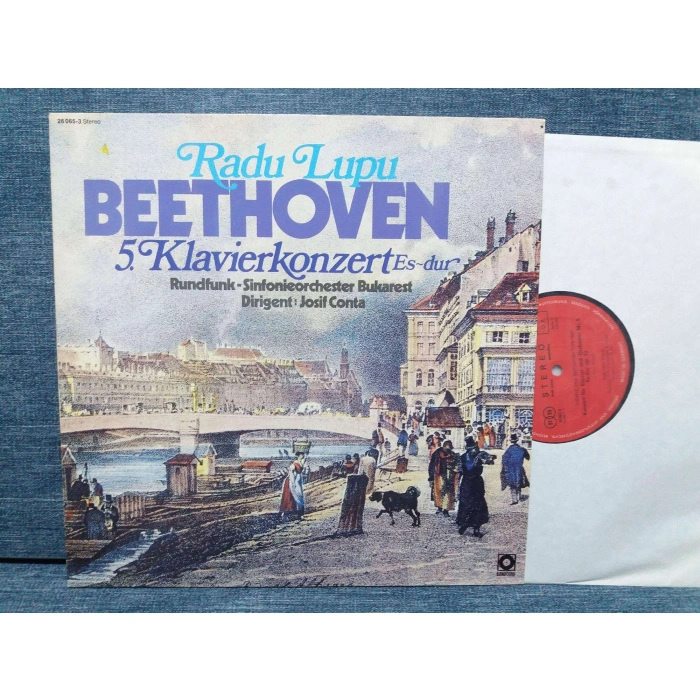 28 065-3 Stereo
Radu Lupu
BEETHOVEN
5. Klavierkonzert Es-dur
Rundfunk-Sinfonieorchester Bukarest
Dirigent: Josif Conta
STEREO